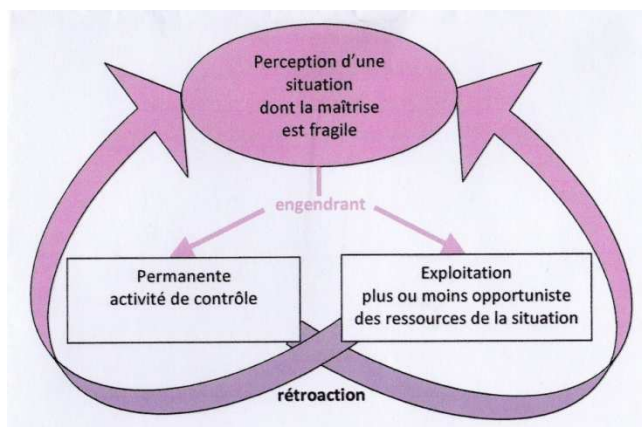 Perception d'une
situation
dont la maîtrise
est fragile
engendrant
Permanente
activité de contrôle
Exploitation
plus ou moins opportuniste
des ressources de la situation
rétroaction